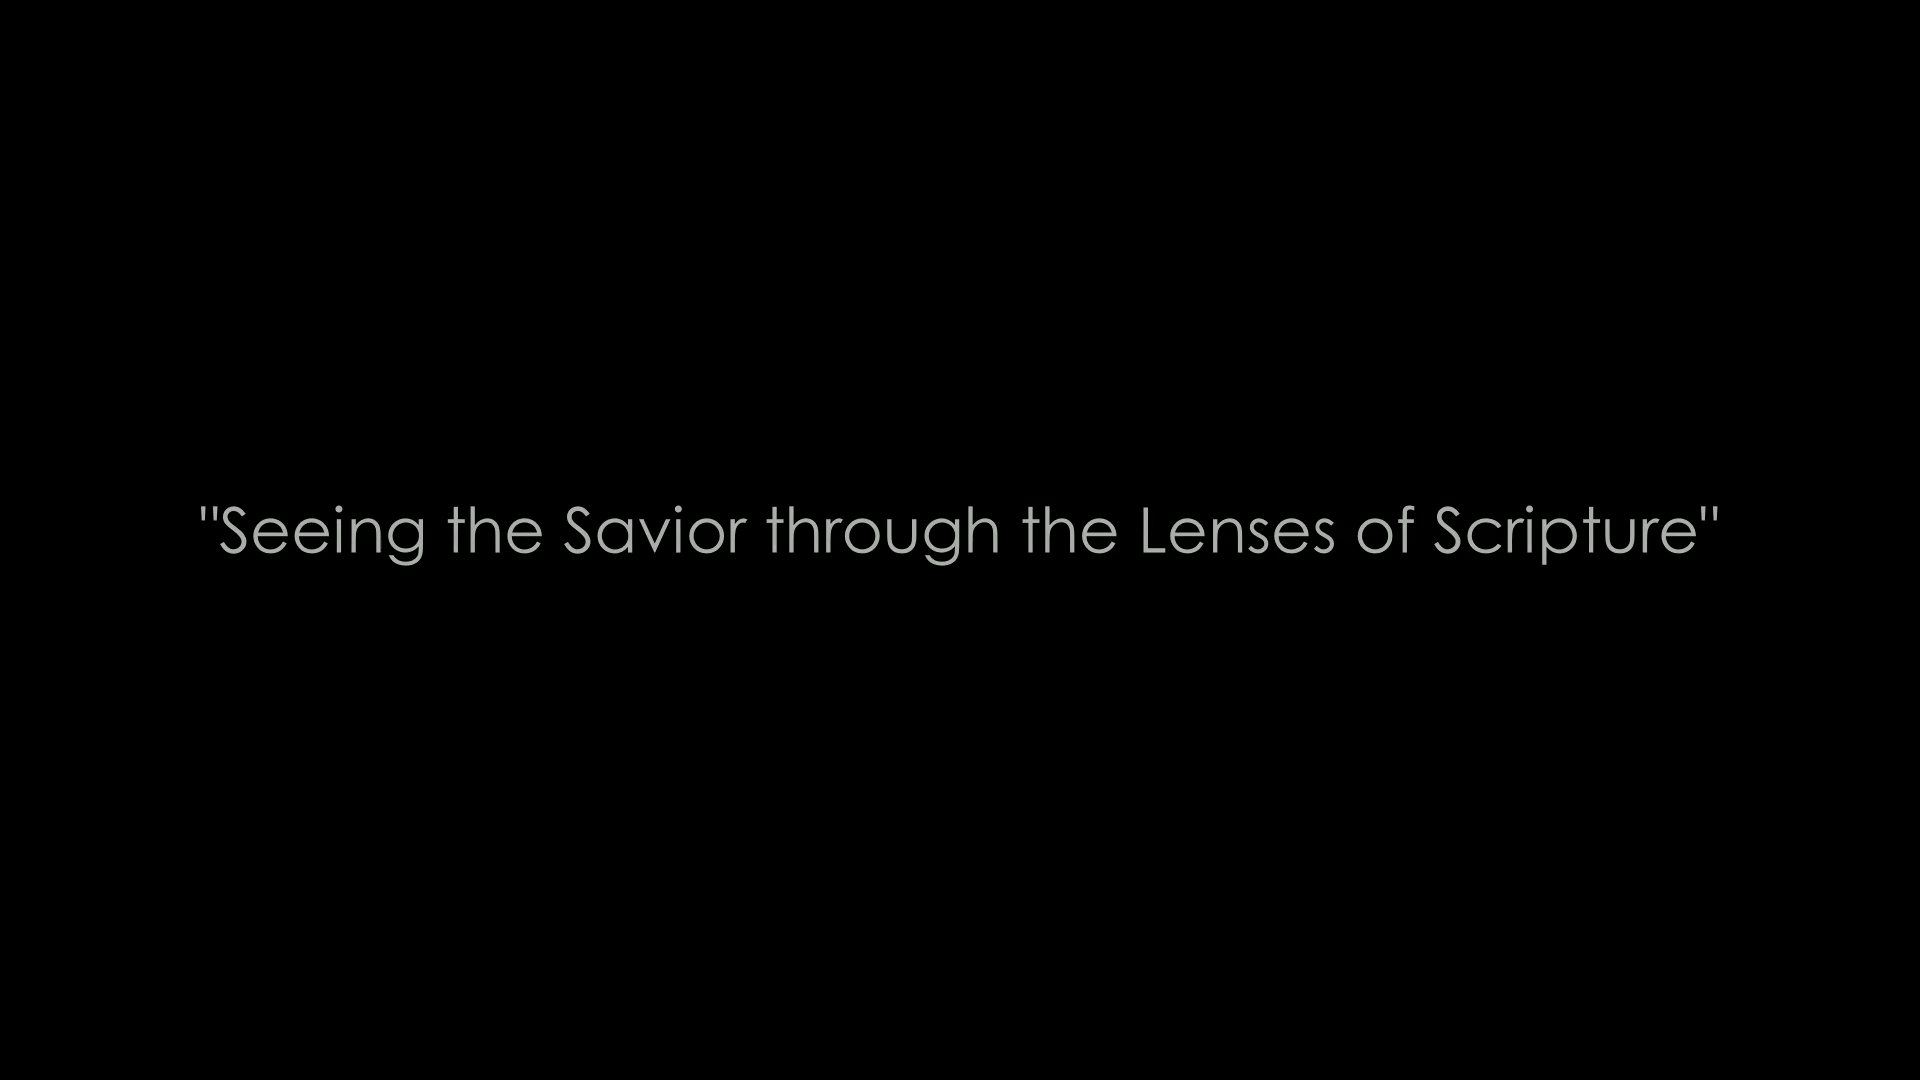 "Seeing the Savior through the Lenses of Scripture"